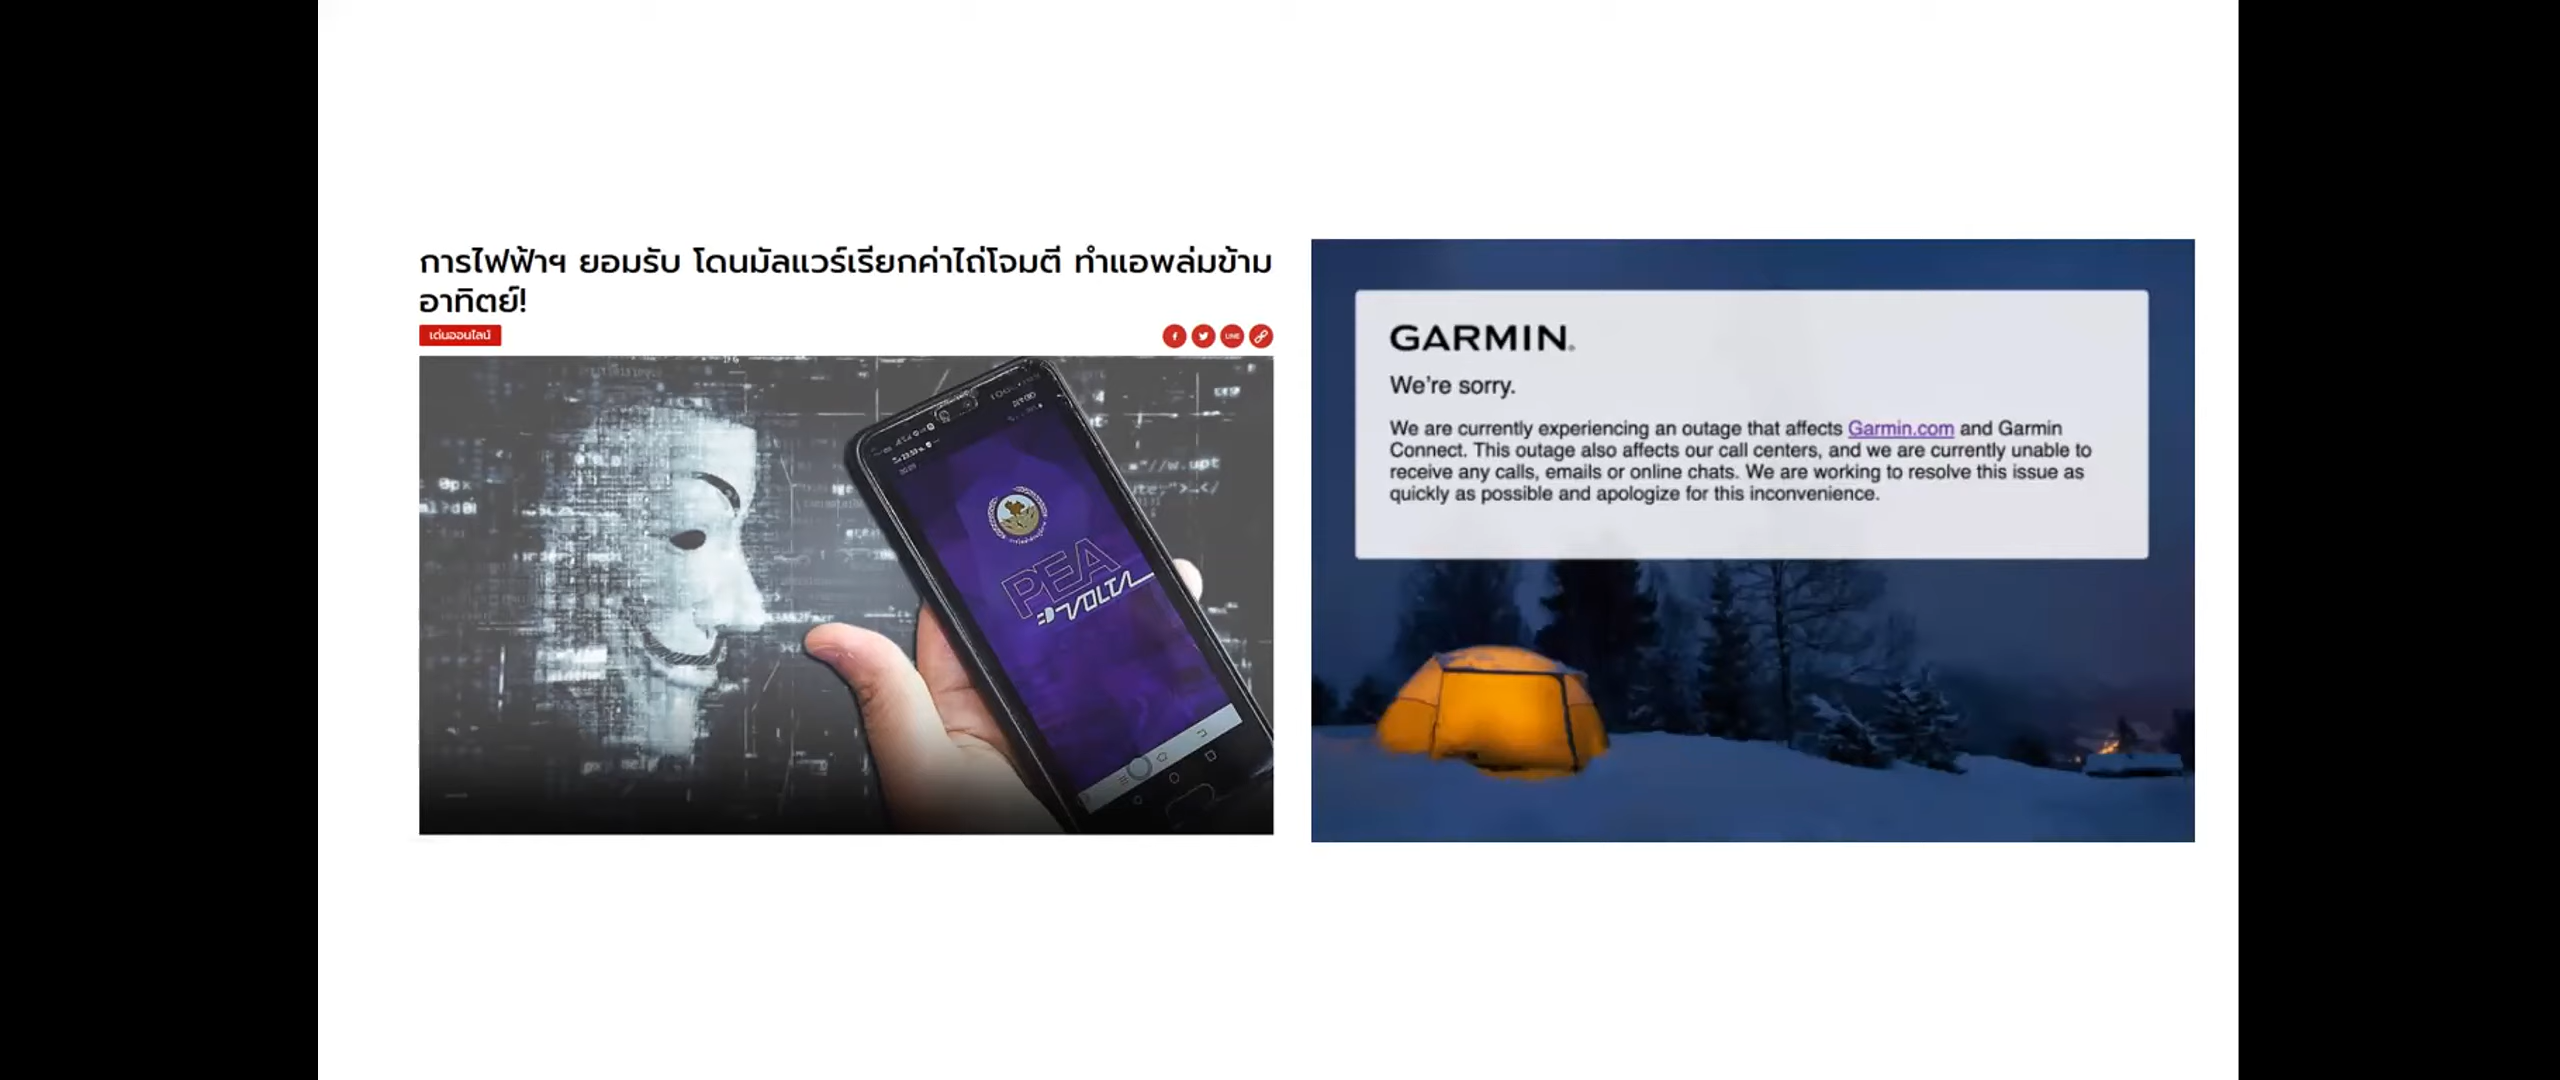 การไฟฟ้าฯ ยอมรับ โดนมัลแวร์เรียกค่าไถ่โจมตี ทำแอพล่มข้าม
อาทิตย์!
เด่นออนไลน์
LINE
PEA
VOLTA
GARMIN.
We're sorry.
We are currently experiencing an outage that affects Garmin.com and Garmin
Connect. This outage also affects our call centers, and we are currently unable to
receive any calls, emails or online chats. We are working to resolve this issue as
quickly as possible and apologize for this inconvenience.